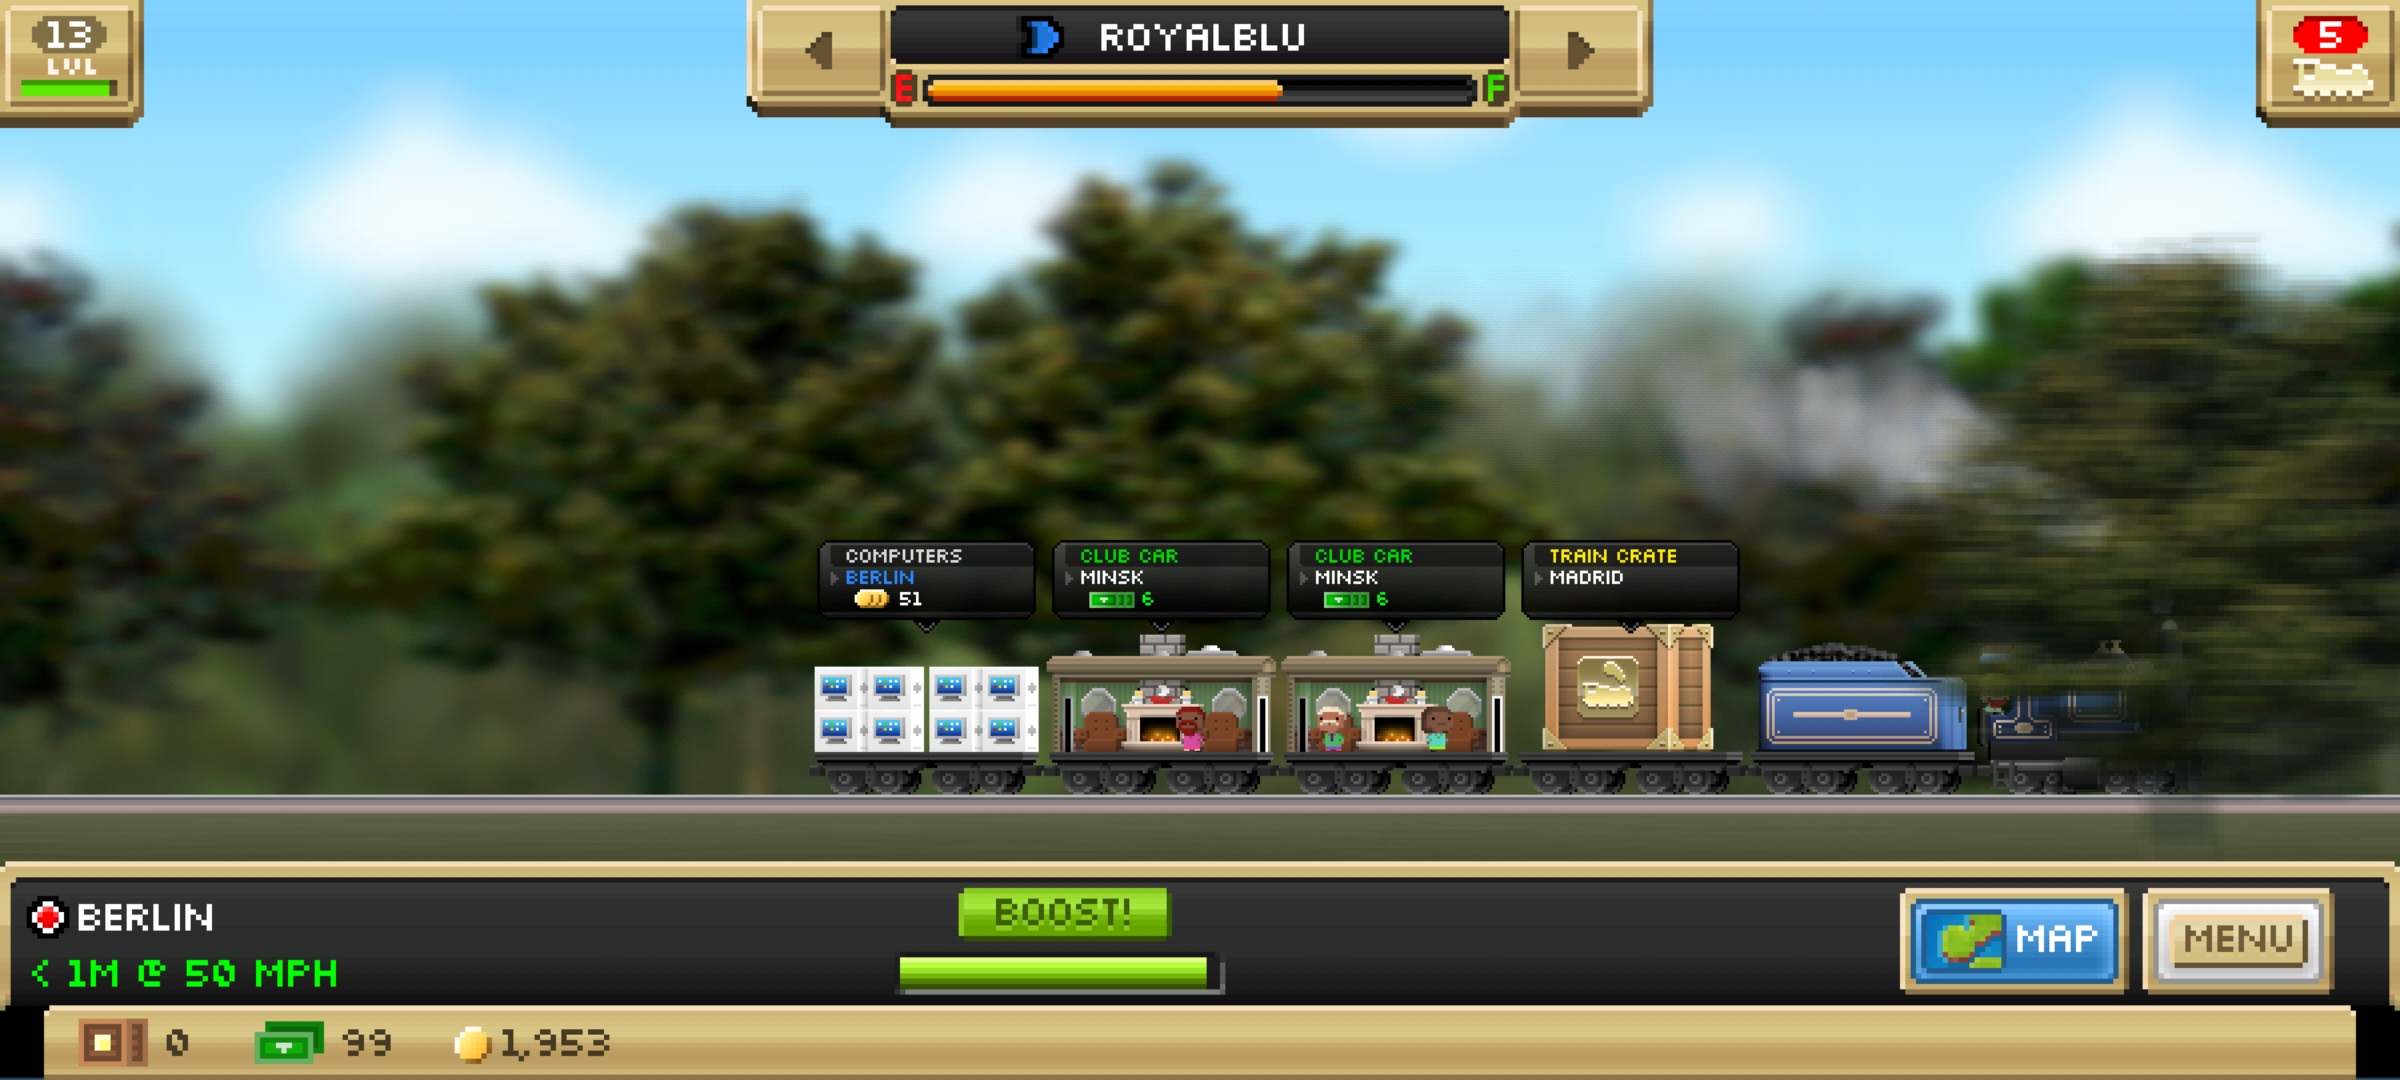 13
LVL
ROYALBLU
E
F
5
COMPUTERS
BERLIN
51
CLUB CAR
MINSK
6
CLUB CAR
MINSK
6
TRAIN CRATE
MADRID
BERLIN
BOOST!
< 1M @ 50 MPH
MAP
MENU
0
99
1,953